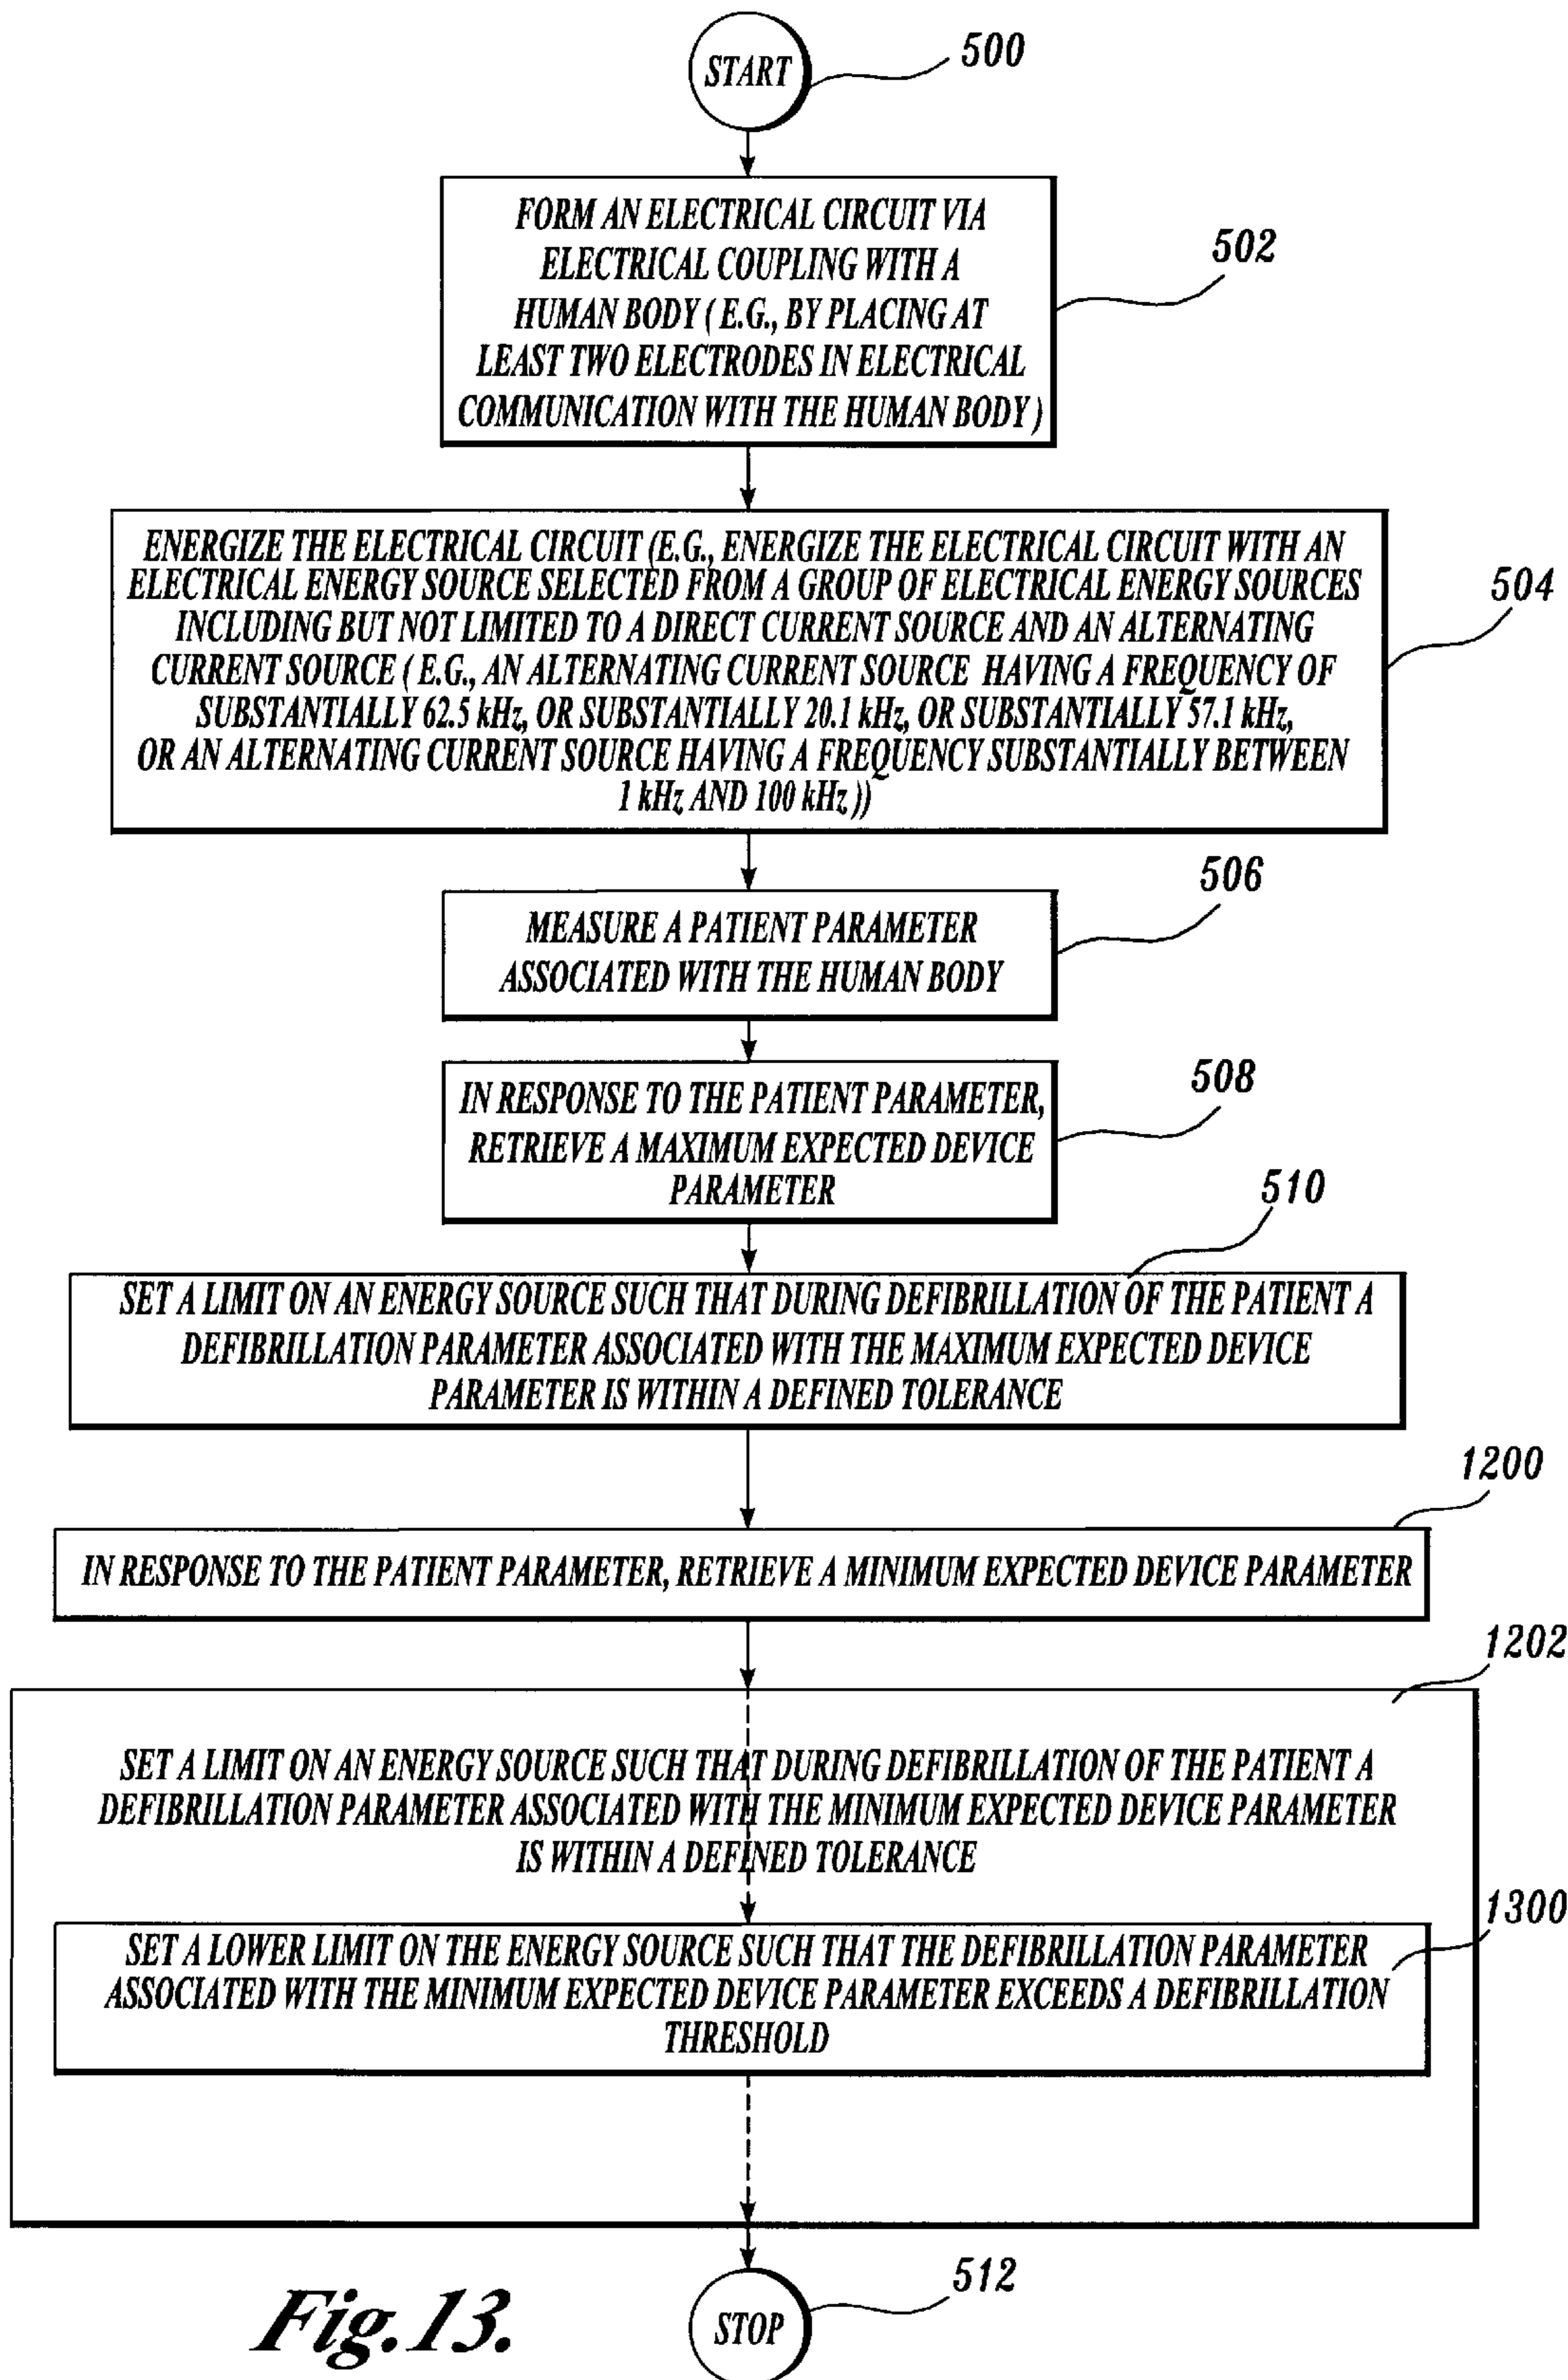 START
500
FORM AN ELECTRICAL CIRCUIT VIA
ELECTRICAL COUPLING WITH A
HUMAN BODY ( E.G., BY PLACING AT
LEAST TWO ELECTRODES IN ELECTRICAL
COMMUNICATION WITH THE HUMAN BODY )
502
ENERGIZE THE ELECTRICAL CIRCUIT (E.G., ENERGIZE THE ELECTRICAL CIRCUIT WITH AN
ELECTRICAL ENERGY SOURCE SELECTED FROM A GROUP OF ELECTRICAL ENERGY SOURCES
INCLUDING BUT NOT LIMITED TO A DIRECT CURRENT SOURCE AND AN ALTERNATING
CURRENT SOURCE ( E.G., AN ALTERNATING CURRENT SOURCE HAVING A FREQUENCY OF
SUBSTANTIALLY 62.5 kHz, OR SUBSTANTIALLY 20.1 kHz, OR SUBSTANTIALLY 57.1 kHz,
OR AN ALTERNATING CURRENT SOURCE HAVING A FREQUENCY SUBSTANTIALLY BETWEEN
1 kHz AND 100 kHz ))
504
MEASURE A PATIENT PARAMETER
ASSOCIATED WITH THE HUMAN BODY
506
IN RESPONSE TO THE PATIENT PARAMETER,
RETRIEVE A MAXIMUM EXPECTED DEVICE
PARAMETER
508
SET A LIMIT ON AN ENERGY SOURCE SUCH THAT DURING DEFIBRILLATION OF THE PATIENT A
DEFIBRILLATION PARAMETER ASSOCIATED WITH THE MAXIMUM EXPECTED DEVICE
PARAMETER IS WITHIN A DEFINED TOLERANCE
510
IN RESPONSE TO THE PATIENT PARAMETER, RETRIEVE A MINIMUM EXPECTED DEVICE PARAMETER
1200
SET A LIMIT ON AN ENERGY SOURCE SUCH THAT DURING DEFIBRILLATION OF THE PATIENT A
DEFIBRILLATION PARAMETER ASSOCIATED WITH THE MINIMUM EXPECTED DEVICE PARAMETER
IS WITHIN A DEFINED TOLERANCE
1202
SET A LOWER LIMIT ON THE ENERGY SOURCE SUCH THAT THE DEFIBRILLATION PARAMETER
ASSOCIATED WITH THE MINIMUM EXPECTED DEVICE PARAMETER EXCEEDS A DEFIBRILLATION
THRESHOLD
1300
STOP
512
Fig.13.